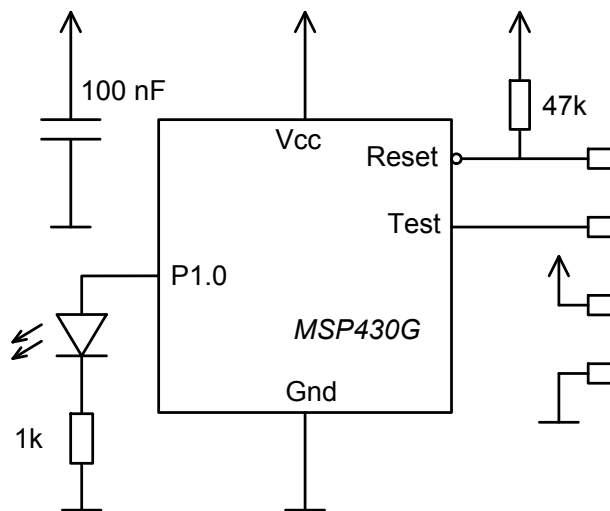 100 nF
47k
Vcc
Reset
Test
P1.0
MSP430G
Gnd
1k